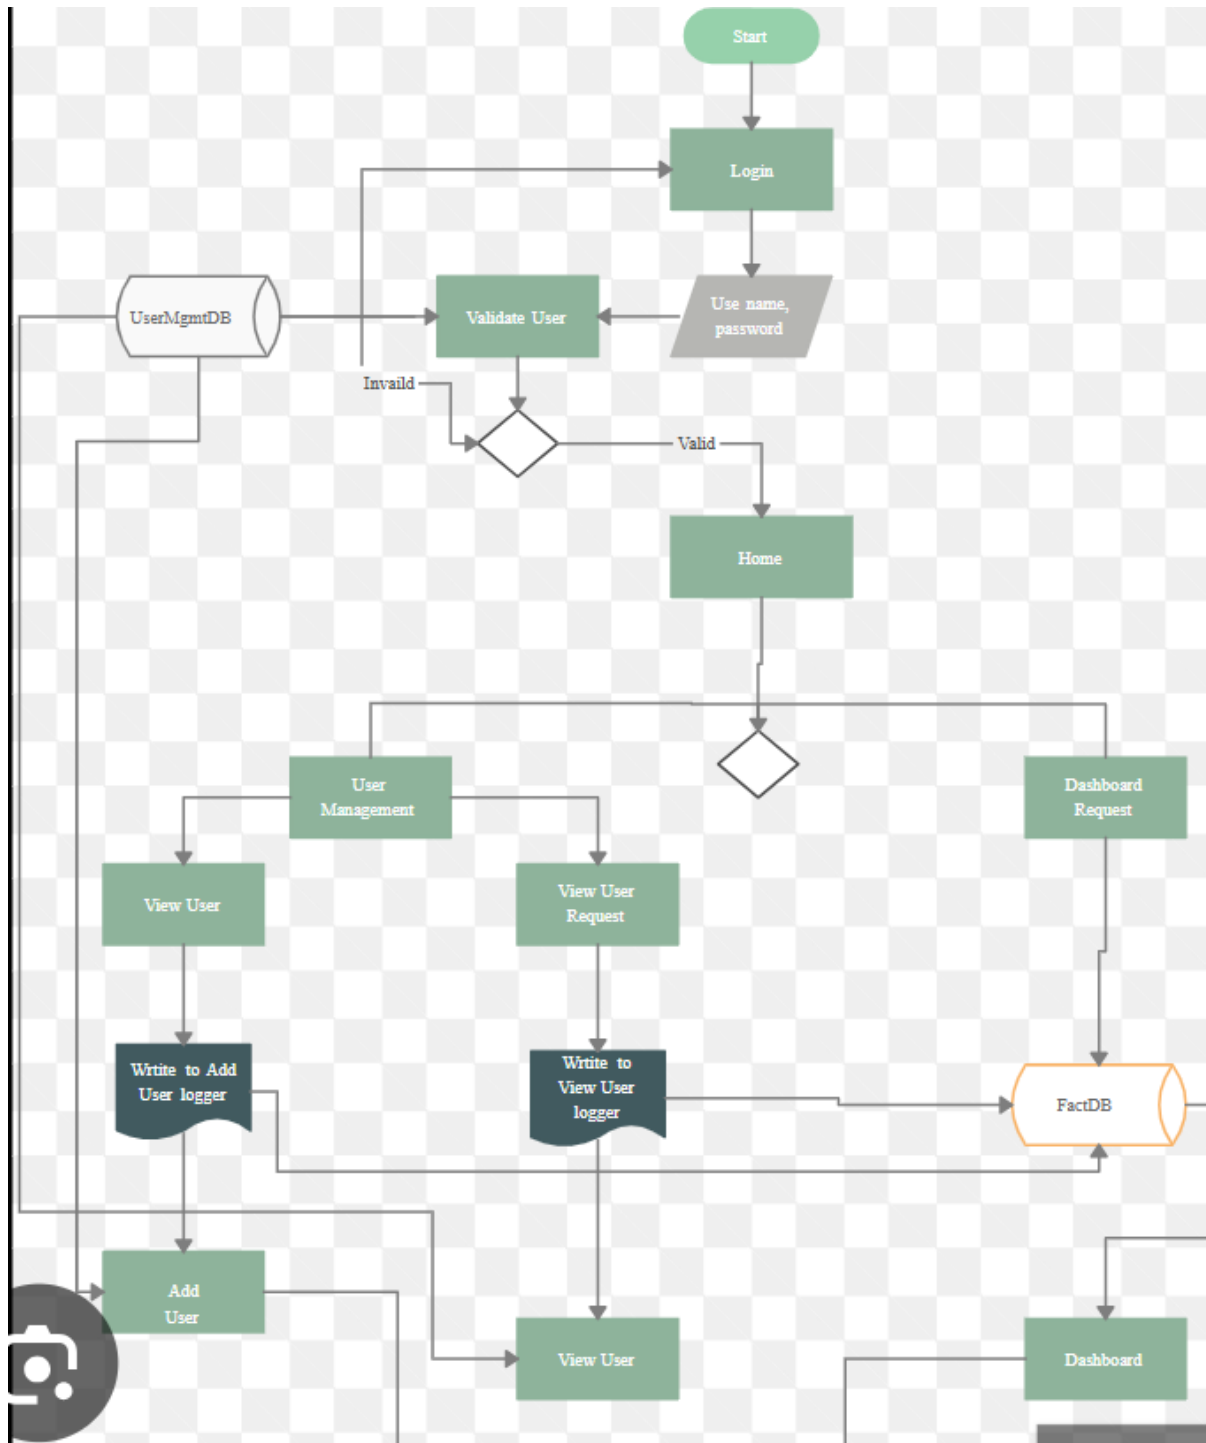 Start
Login
UserMgmtDB
Validate User
Use name,
password
Invaild
Valid
Home
User
Management
Dashboard
Request
View User
View User
Request
Wrtite to Add
User logger
Wrtite to
View User
logger
FactDB
Add
User
View User
Dashboard